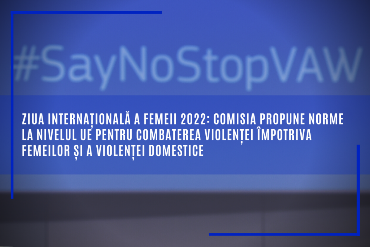 #SayNoStopVAW
ZIUA INTERNAȚIONALĂ A FEMEII 2022: COMISIA PROPUNE NORME
LA NIVELUL UE PENTRU COMBATEREA VIOLENȚEI ÎMPOTRIVA
FEMEILOR ȘI A VIOLENȚEI DOMESTICE